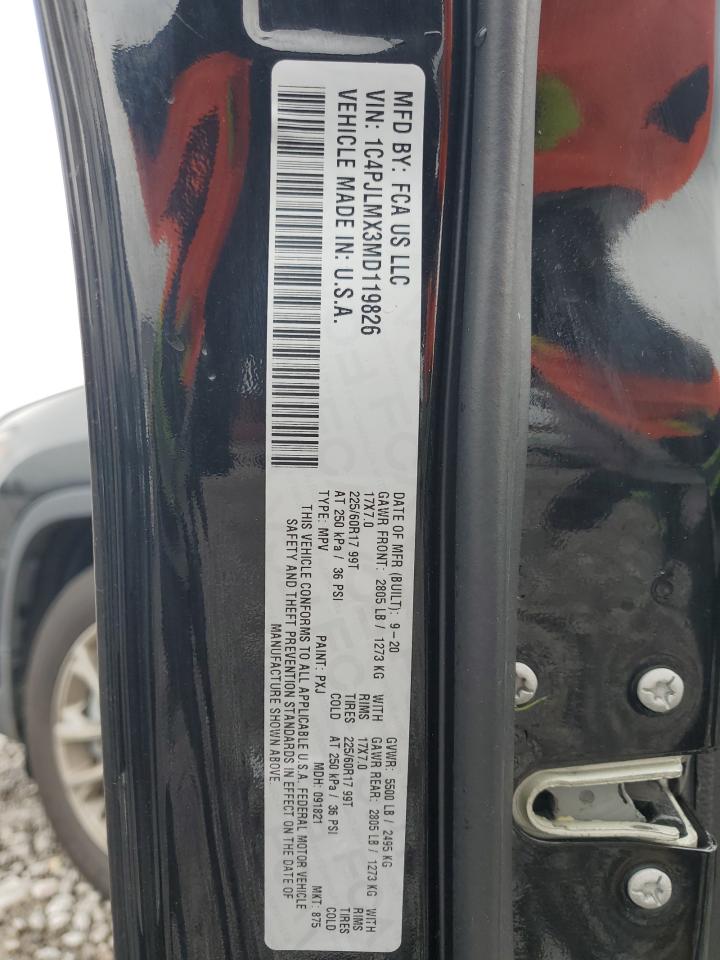 MFD BY: FCA US LLC
VIN: 1C4PJLMX3MD119826
VEHICLE MADE IN: U.S.A.
DATE OF MFR (BUILT): 9-20 GVWR: 5500 LB / 2495 KG
GAWR FRONT: 2805 LB / 1273 KG WITH GAWR REAR: 2805 LB / 1273 KG WITH
17X7.0 RIMS 17X7.0 RIMS
225/60R17 99T TIRES 225/60R17 99T TIRES
AT 250 kPa / 36 PSI COLD AT 250 kPa / 36 PSI COLD
TYPE: MPV PAINT: PXJ MDH: 091821 MKT: 875
THIS VEHICLE CONFORMS TO ALL APPLICABLE U.S.A. FEDERAL MOTOR VEHICLE
SAFETY AND THEFT PREVENTION STANDARDS IN EFFECT ON THE DATE OF
MANUFACTURE SHOWN ABOVE